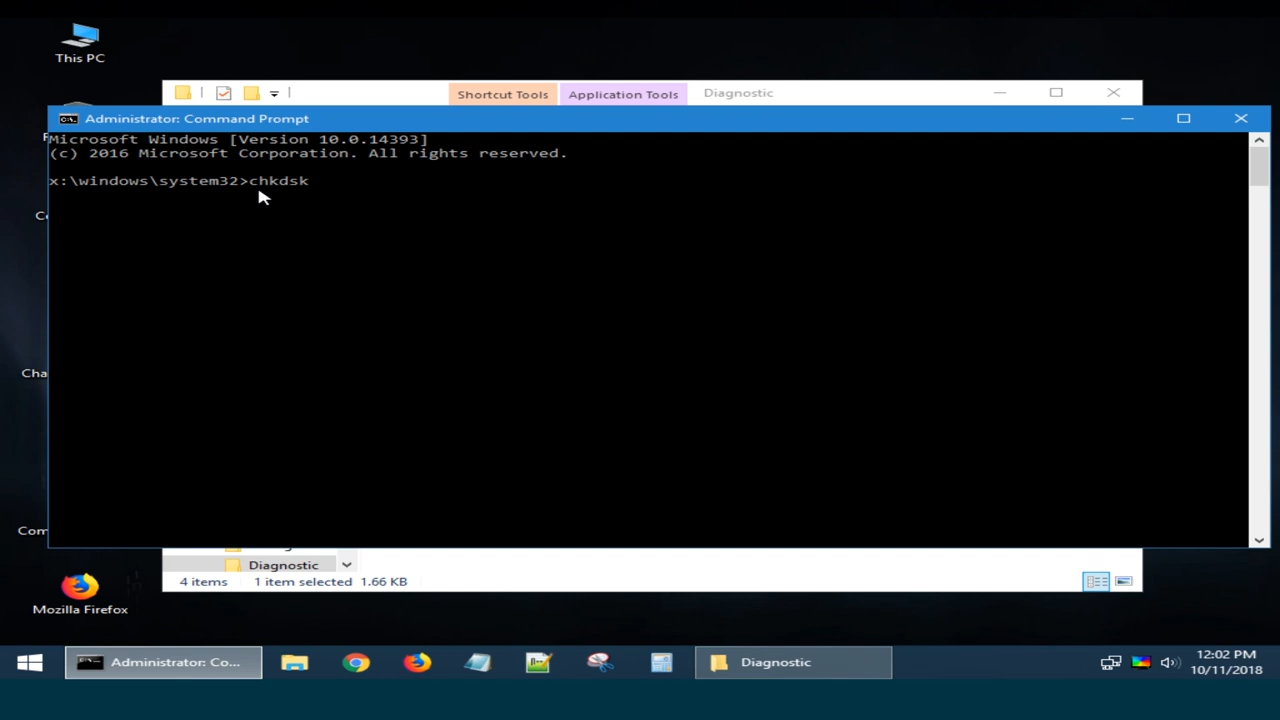 This PC
Shortcut Tools
Application Tools
Diagnostic
Administrator: Command Prompt
Microsoft Windows [Version 10.0.14393]
(c) 2016 Microsoft Corporation. All rights reserved.
x:\windows\system32>chkdsk
Cha
Com
Diagnostic
4 items
1 item selected 1.66 KB
Mozilla Firefox
Administrator: Co...
Diagnostic
12:02 PM
10/11/2018